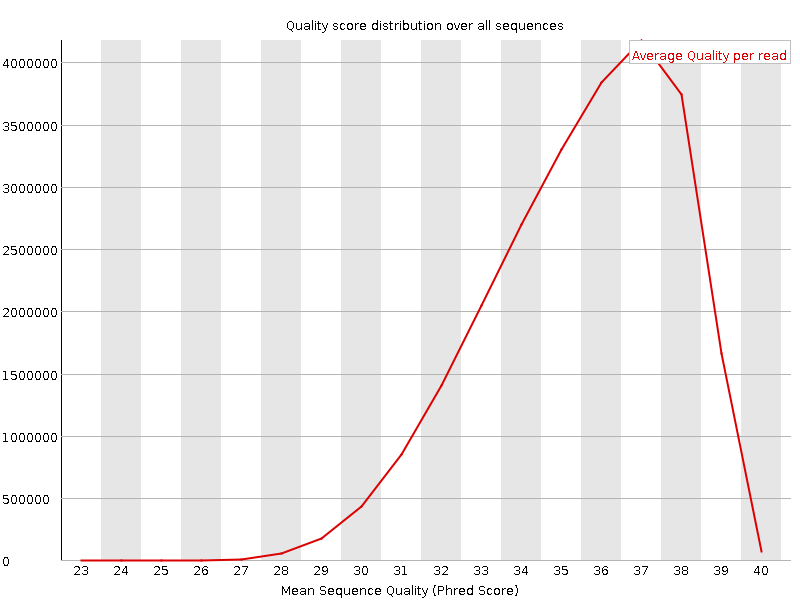 Quality score distribution over all sequences
Average Quality per read
4000000
3500000
3000000
2500000
2000000
1500000
1000000
500000
0
23 24 25 26 27 28 29 30 31 32 33 34 35 36 37 38 39 40
Mean Sequence Quality (Phred Score)